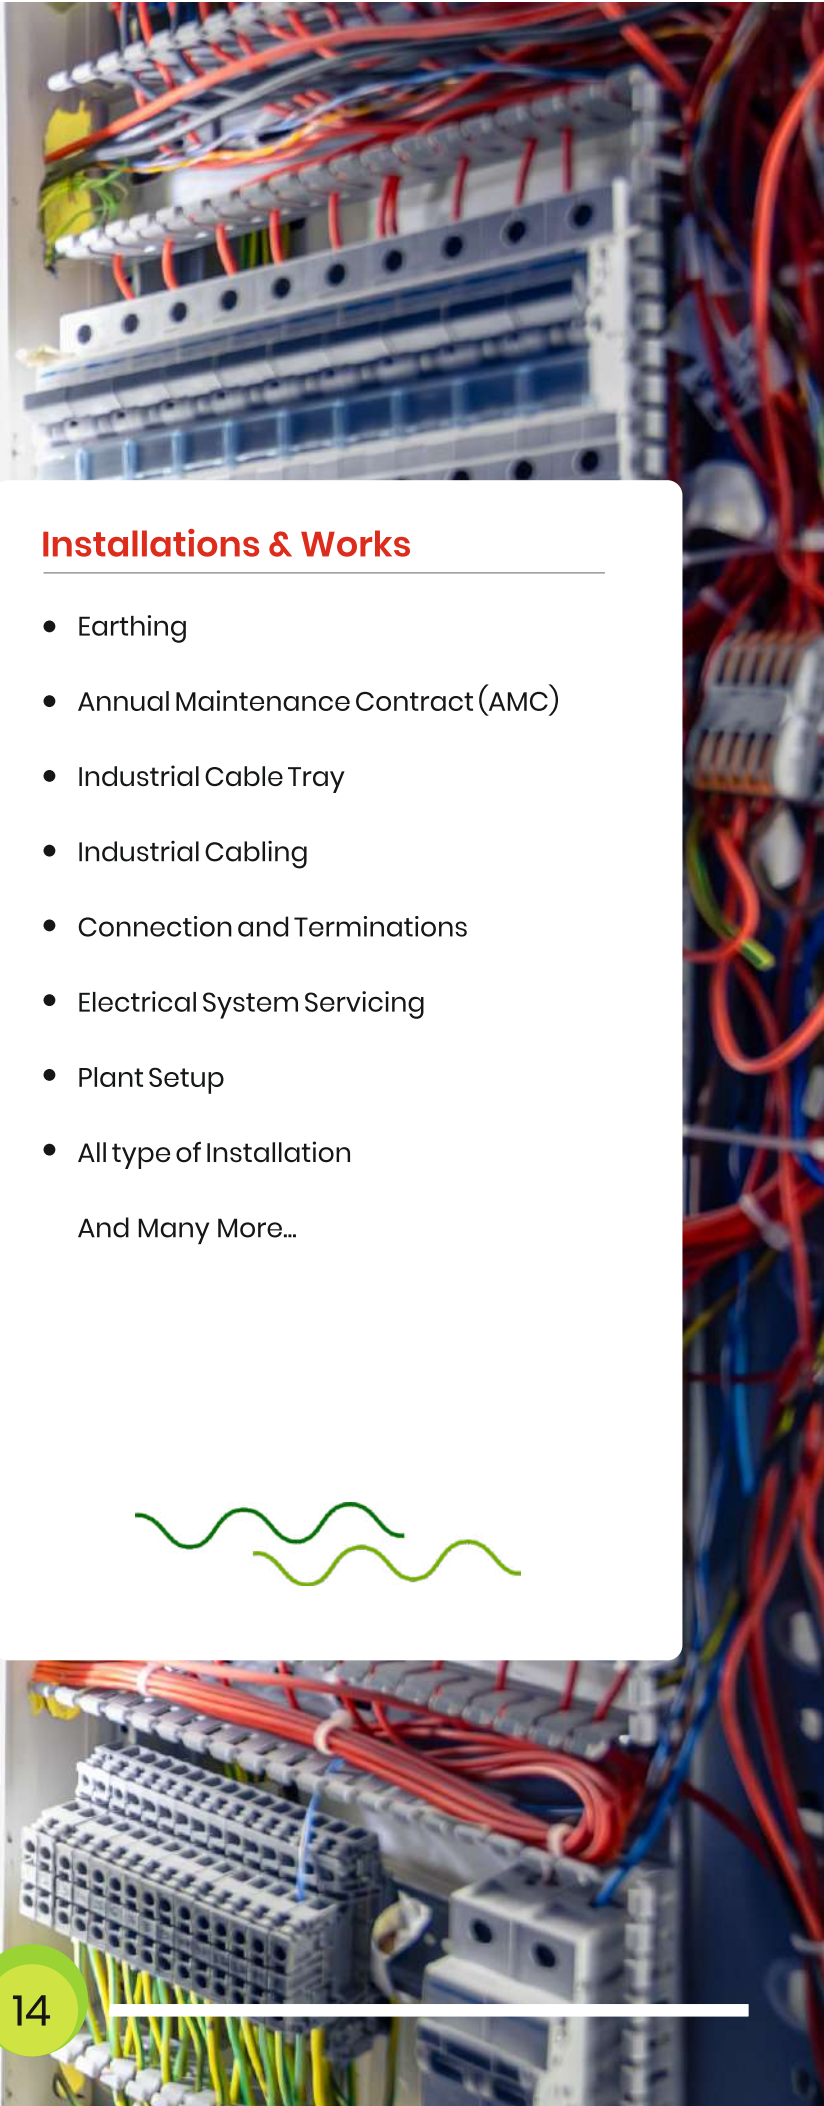 Installations & Works
• Earthing
• Annual Maintenance Contract (AMC)
• Industrial Cable Tray
• Industrial Cabling
• Connection and Terminations
• Electrical System Servicing
• Plant Setup
• All type of Installation
And Many More...
14